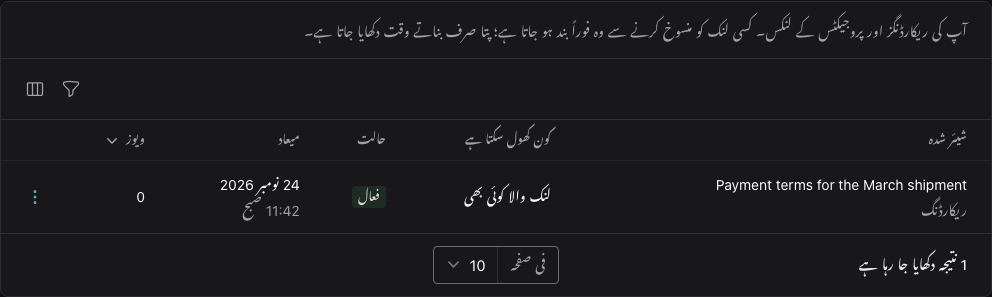 آپ کی ریکارڈنگز اور پروجیکٹس کے لنکس۔ کسی لنک کو منسوخ کرنے سے وہ فوراً بند ہو جاتا ہے؛ پتا صرف بناتے وقت دکھایا جاتا ہے۔
شیئر شدہ
کون کھول سکتا ہے
حالت
میعاد
ویوز
Payment terms for the March shipment
ریکارڈنگ
لنک والا کوئی بھی
فعال
24 نومبر 2026
11:42 صبح
0
1 نتیجہ دکھایا جا رہا ہے
فی صفحہ
10